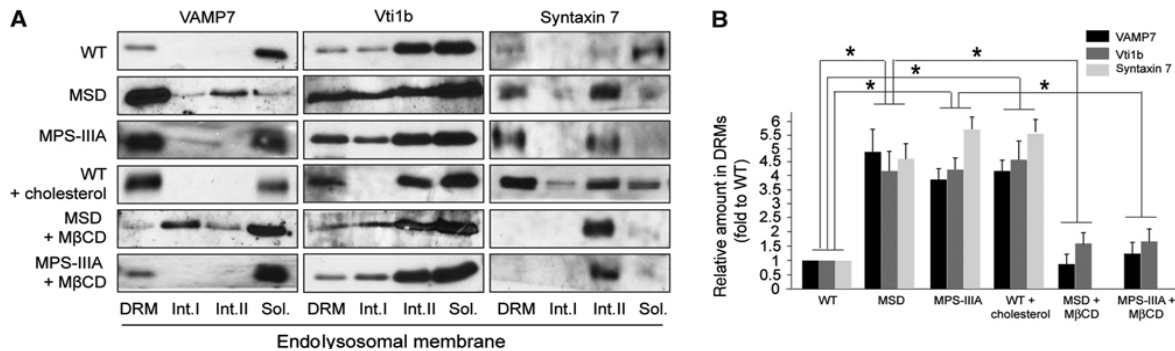 A
VAMP7 Vti1b Syntaxin 7
WT
MSD
MPS-IIIA
WT
+ cholesterol
MSD
+ MβCD
MPS-IIIA
+ MβCD
DRM Int.I Int.II Sol. DRM Int.I Int.II Sol. DRM Int.II Sol.
Endolysosomal membrane
B
VAMP7
Vti1b
Syntaxin 7
* * * * *
Relative amount in DRMs
(fold to WT)
6
5.5
5
4.5
4
3.5
3
2.5
2
1.5
1
0.5
0
WT MSD MPS-IIIA WT + cholesterol MSD + MβCD MPS-IIIA + MβCD